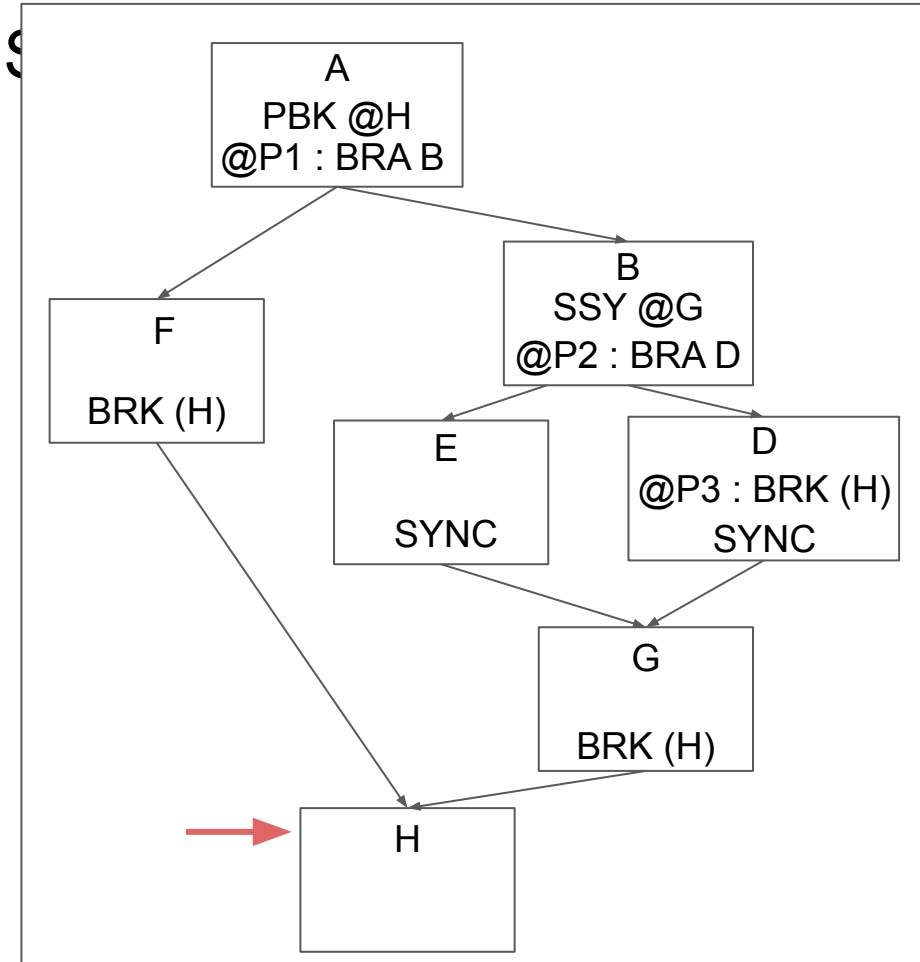 S
A
PBK @H
@P1 : BRA B
B
SSY @G
@P2 : BRA D
F
BRK (H)
E
SYNC
D
@P3 : BRK (H)
SYNC
G
BRK (H)
H